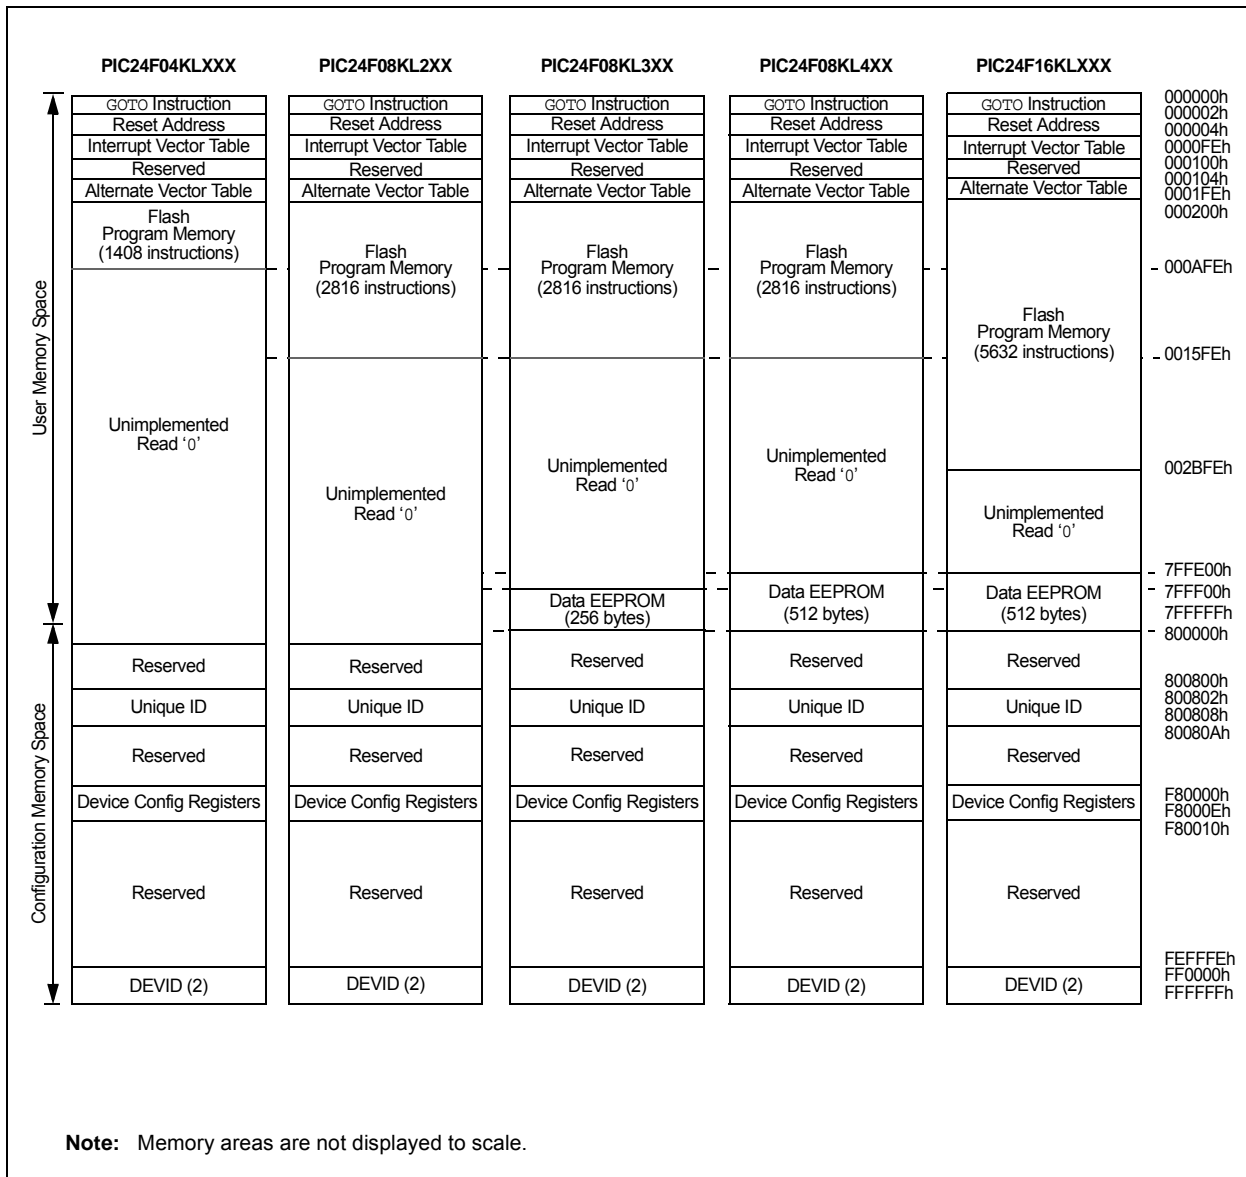 PIC24F04KLXXX PIC24F08KL2XX PIC24F08KL3XX PIC24F08KL4XX PIC24F16KLXXX
User Memory Space
Configuration Memory Space
GOTO Instruction
Reset Address
Interrupt Vector Table
Reserved
Alternate Vector Table
Flash
Program Memory
(1408 instructions)
Unimplemented
Read ‘0’
Reserved
Unique ID
Reserved
Device Config Registers
Reserved
DEVID (2)
GOTO Instruction
Reset Address
Interrupt Vector Table
Reserved
Alternate Vector Table
Flash
Program Memory
(2816 instructions)
Unimplemented
Read ‘0’
Reserved
Unique ID
Reserved
Device Config Registers
Reserved
DEVID (2)
GOTO Instruction
Reset Address
Interrupt Vector Table
Reserved
Alternate Vector Table
Flash
Program Memory
(2816 instructions)
Unimplemented
Read ‘0’
Data EEPROM
(256 bytes)
Reserved
Unique ID
Reserved
Device Config Registers
Reserved
DEVID (2)
GOTO Instruction
Reset Address
Interrupt Vector Table
Reserved
Alternate Vector Table
Flash
Program Memory
(2816 instructions)
Unimplemented
Read ‘0’
Data EEPROM
(512 bytes)
Reserved
Unique ID
Reserved
Device Config Registers
Reserved
DEVID (2)
GOTO Instruction
Reset Address
Interrupt Vector Table
Reserved
Alternate Vector Table
Flash
Program Memory
(5632 instructions)
Unimplemented
Read ‘0’
Data EEPROM
(512 bytes)
Reserved
Unique ID
Reserved
Device Config Registers
Reserved
DEVID (2)
000000h
000002h
000004h
0000FEh
000100h
000104h
0001FEh
000200h
000AFEh
0015FEh
002BFEh
7FFE00h
7FFF00h
7FFFFFh
800000h
800800h
800802h
800808h
80080Ah
F80000h
F8000Eh
F80010h
FEFFFEh
FF0000h
FFFFFFh
Note: Memory areas are not displayed to scale.